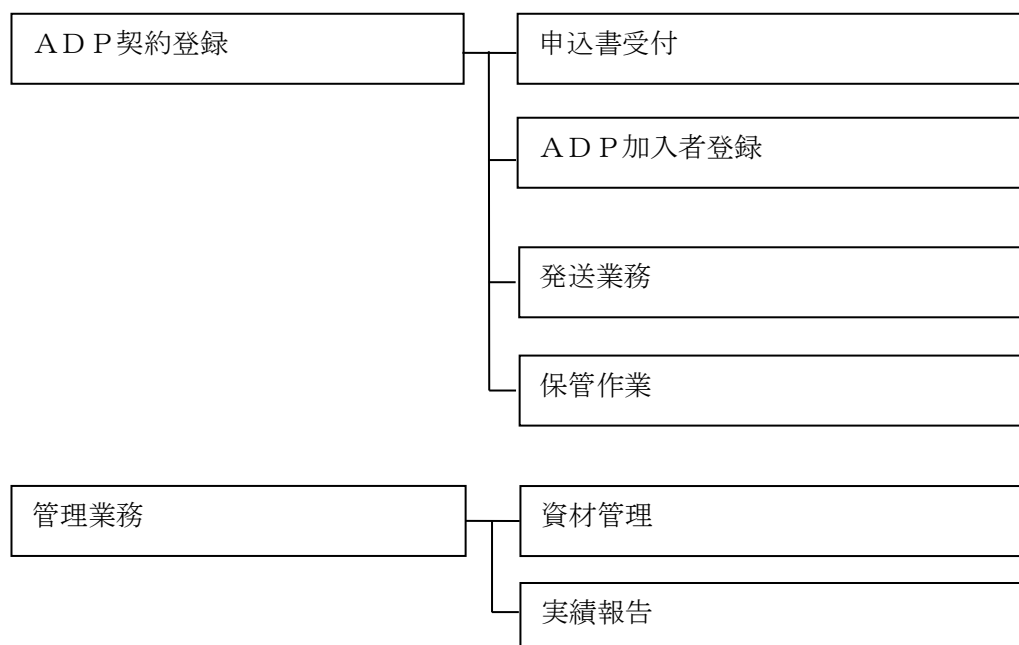 ＡＤＰ契約登録
申込書受付
ＡＤＰ加入者登録
発送業務
保管作業
管理業務
資材管理
実績報告